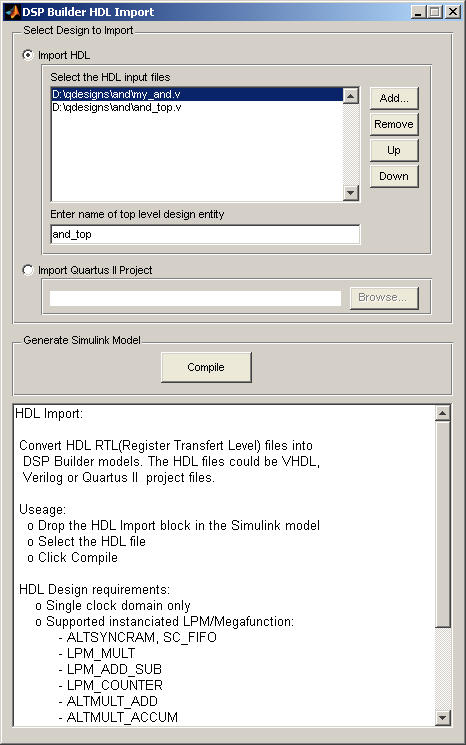 DSP Builder HDL Import
Select Design to Import
Import HDL
Select the HDL input files
D:\qdesigns\and\my_and.v
D:\qdesigns\and\and_top.v
Add...
Remove
Up
Down
Enter name of top level design entity
and_top
Import Quartus II Project
Browse...
Generate Simulink Model
Compile
HDL Import:
Convert HDL RTL(Register Transfert Level) files into
DSP Builder models. The HDL files could be VHDL,
Verilog or Quartus II project files.
Useage:
o Drop the HDL Import block in the Simulink model
o Select the HDL file
o Click Compile
HDL Design requirements:
o Single clock domain only
o Supported instanciated LPM/Megafunction:
- ALTSYNCRAM, SC_FIFO
- LPM_MULT
- LPM_ADD_SUB
- LPM_COUNTER
- ALTMULT_ADD
- ALTMULT_ACCUM